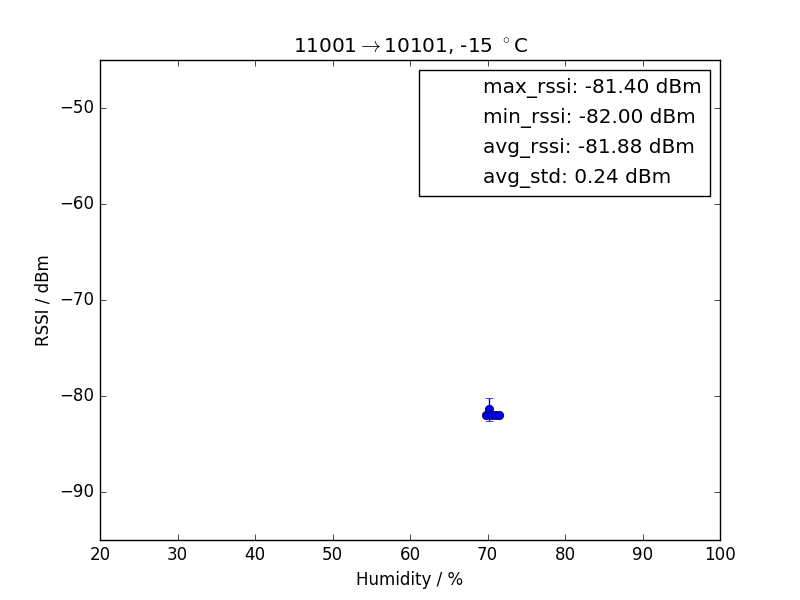 11001→10101, -15 °C
max_rssi: -81.40 dBm
min_rssi: -82.00 dBm
avg_rssi: -81.88 dBm
avg_std: 0.24 dBm
RSSI / dBm
−50
−60
−70
−80
−90
20 30 40 50 60 70 80 90 100
Humidity / %